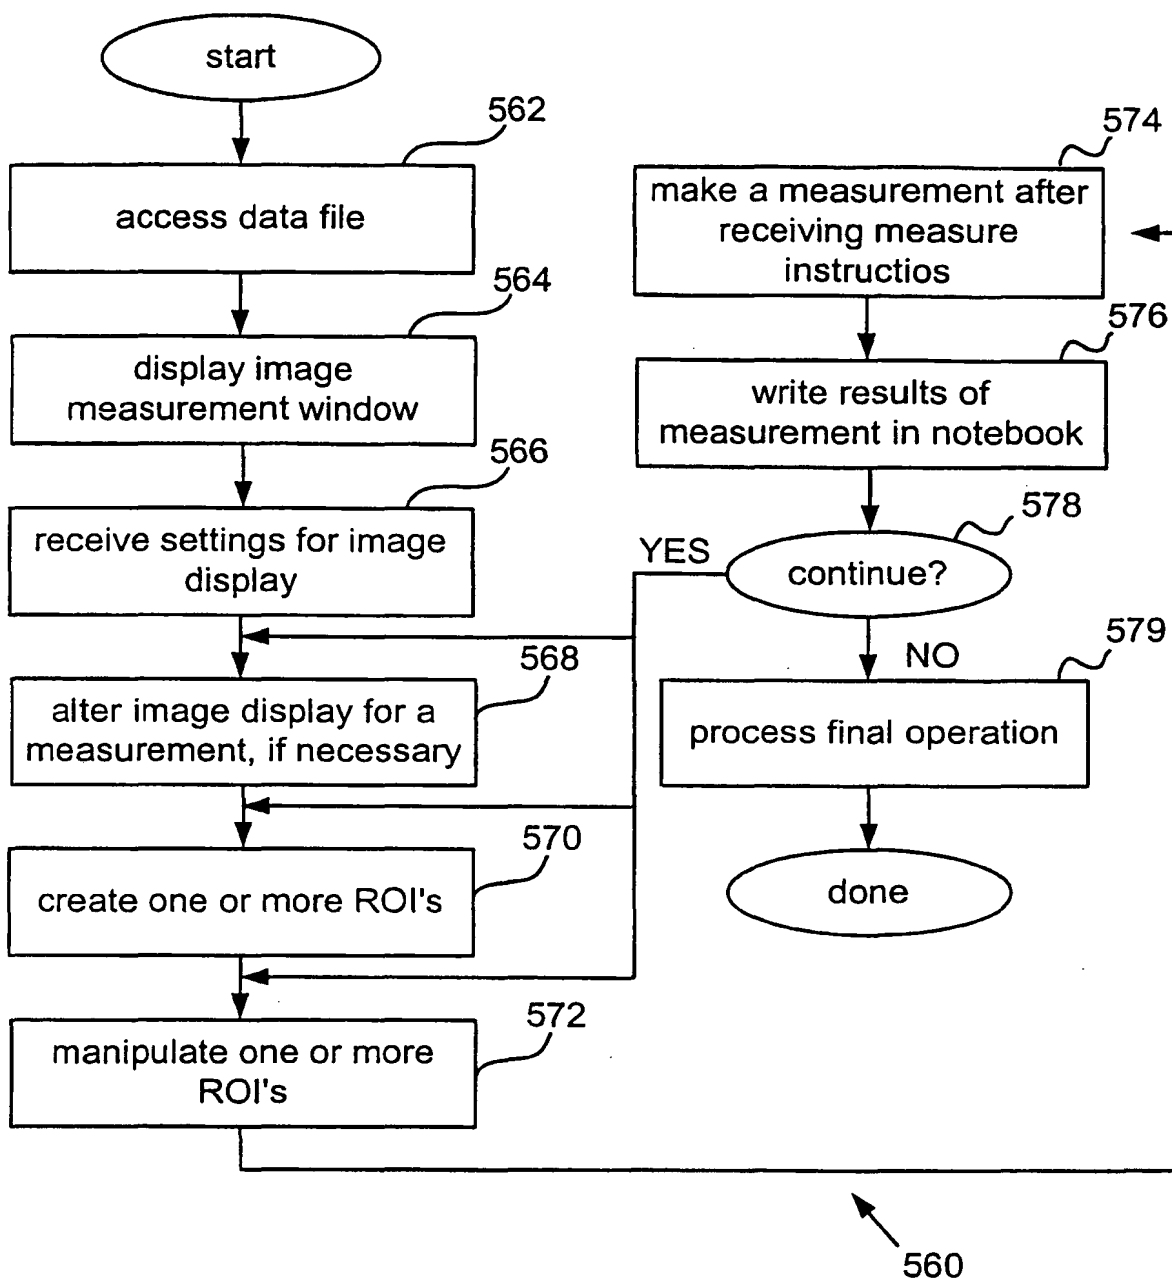 start
562
access data file
564
display image
measurement window
566
receive settings for image
display
568
alter image display for a
measurement, if necessary
570
create one or more ROI's
572
manipulate one or more
ROI's
574
make a measurement after
receiving measure
instructios
576
write results of
measurement in notebook
578
YES
continue?
NO
579
process final operation
done
560